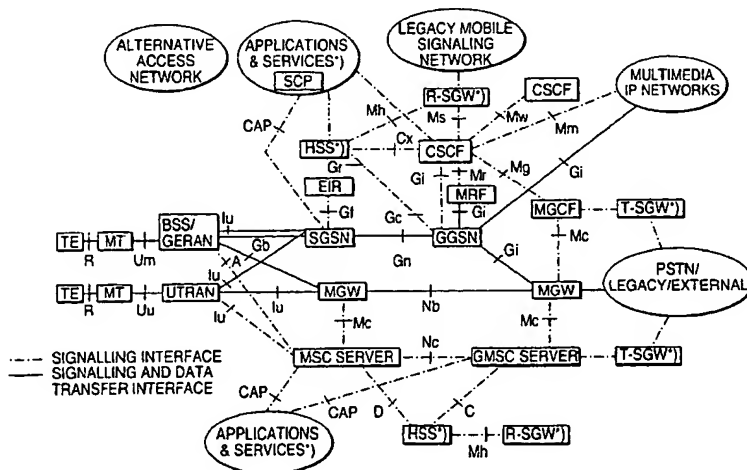 ALTERNATIVE
ACCESS
NETWORK
APPLICATIONS
& SERVICES*)
SCP
LEGACY MOBILE
SIGNALING
NETWORK
R-SGW*)
CSCF
MULTIMEDIA
IP NETWORKS
CAP
Mh
Ms
Mw
Mm
HSS*)
Cx
CSCF
Gr
Gi
Mr
Mg
Gi
EIR
MRF
MGCF
T-SGW*)
Gf
Gc
Gi
BSS/
GERAN
Iu
SGSN
GGSN
Mc
TE
MT
Gb
Gn
Gi
R
Um
A
PSTN/
LEGACY/EXTERNAL
Iu
TE
MT
UTRAN
MGW
MGW
R
Uu
Iu
Iu
Nb
Mc
Mc
Nc
MSC SERVER
GMSC SERVER
T-SGW*)
SIGNALLING INTERFACE
SIGNALLING AND DATA
TRANSFER INTERFACE
CAP
CAP
D
C
APPLICATIONS
& SERVICES*)
HSS*)
R-SGW*)
Mh